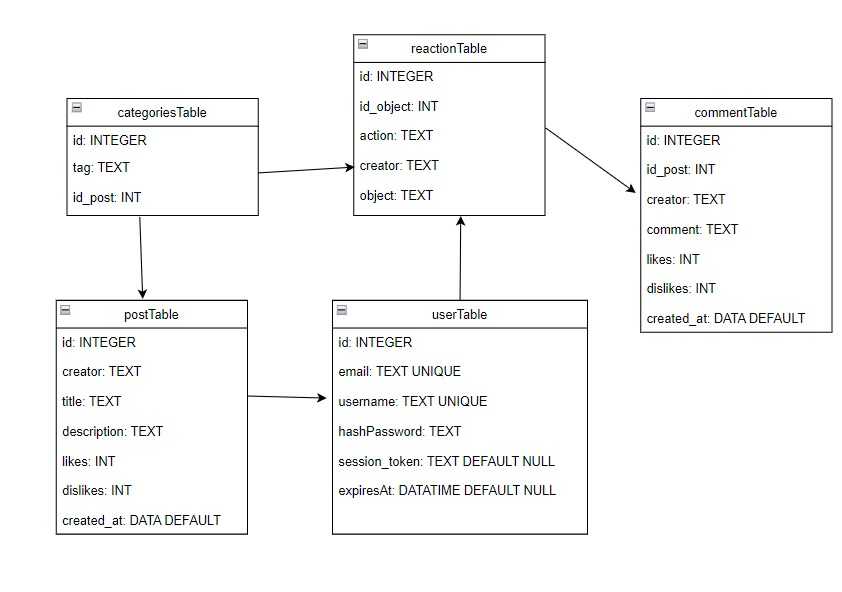 reactionTable
id: INTEGER
id_object: INT
action: TEXT
creator: TEXT
object: TEXT
categoriesTable
id: INTEGER
tag: TEXT
id_post: INT
commentTable
id: INTEGER
id_post: INT
creator: TEXT
comment: TEXT
likes: INT
dislikes: INT
created_at: DATA DEFAULT
postTable
id: INTEGER
creator: TEXT
title: TEXT
description: TEXT
likes: INT
dislikes: INT
created_at: DATA DEFAULT
userTable
id: INTEGER
email: TEXT UNIQUE
username: TEXT UNIQUE
hashPassword: TEXT
session_token: TEXT DEFAULT NULL
expiresAt: DATATIME DEFAULT NULL